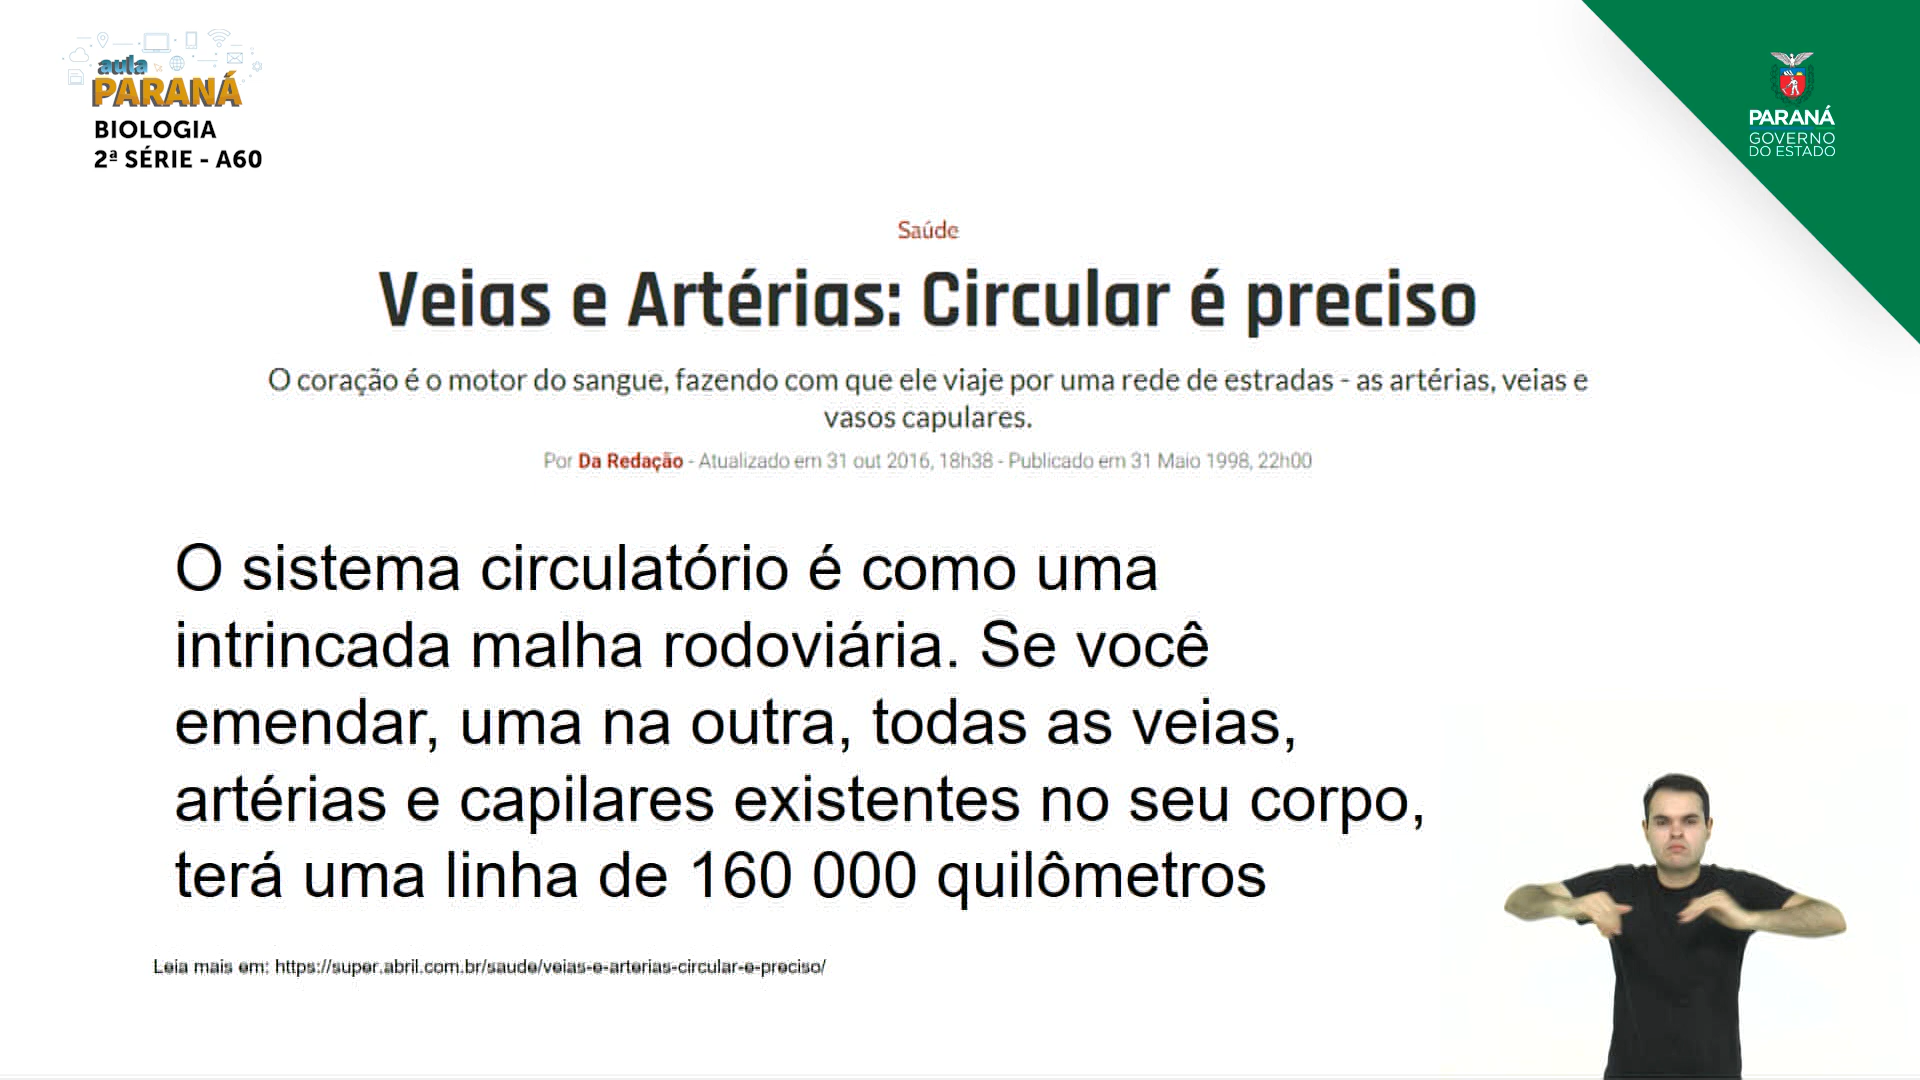 aula
PARANÁ
BIOLOGIA
2ª SÉRIE - A60
PARANÁ
GOVERNO
DO ESTADO
Saúde
Veias e Artérias: Circular é preciso
O coração é o motor do sangue, fazendo com que ele viaje por uma rede de estradas - as artérias, veias e
vasos capulares.
Por Da Redação - Atualizado em 31 out 2016, 18h38 - Publicado em 31 Maio 1998, 22h00
O sistema circulatório é como uma
intrincada malha rodoviária. Se você
emendar, uma na outra, todas as veias,
artérias e capilares existentes no seu corpo,
terá uma linha de 160 000 quilômetros
Leia mais em: https://super.abril.com.br/saude/veias-e-arterias-circular-e-preciso/